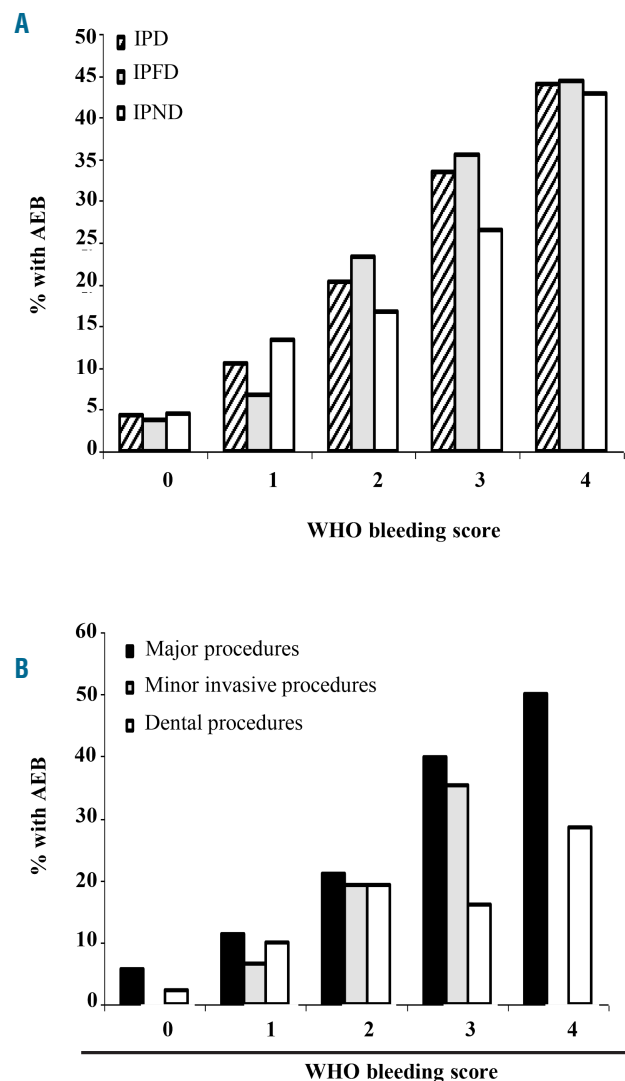 A
50
45
40
35
30
25
20
15
10
5
0
IPD
IPFD
IPND
% with AEB
0 1 2 3 4
WHO bleeding score
B
60
50
40
30
20
10
0
Major procedures
Minor invasive procedures
Dental procedures
% with AEB
0 1 2 3 4
WHO bleeding score